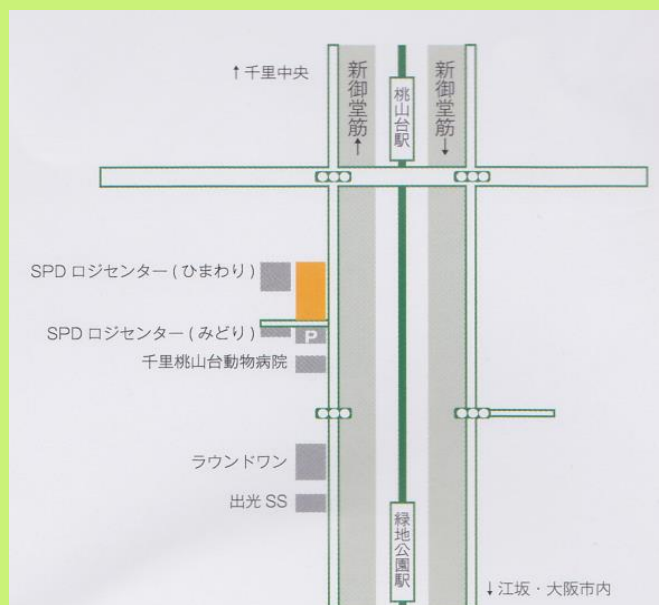 ↑千里中央
新御堂筋↑
桃山台駅
新御堂筋↓
SPD ロジセンター ( ひまわり )
SPD ロジセンター ( みどり )
P
千里桃山台動物病院
ラウンドワン
出光 SS
緑地公園駅
↓江坂・大阪市内